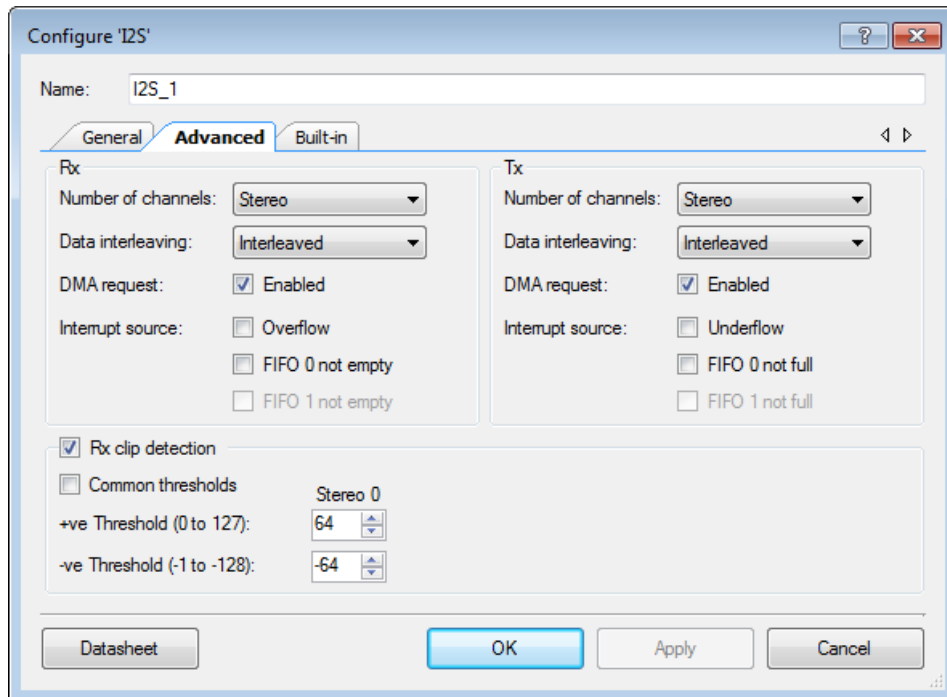 Configure 'I2S'
Name: I2S_1
General Advanced Built-in
Rx
Number of channels: Stereo
Data interleaving: Interleaved
DMA request: Enabled
Interrupt source: Overflow
FIFO 0 not empty
FIFO 1 not empty
Tx
Number of channels: Stereo
Data interleaving: Interleaved
DMA request: Enabled
Interrupt source: Underflow
FIFO 0 not full
FIFO 1 not full
Rx clip detection
Common thresholds
Stereo 0
+ve Threshold (0 to 127): 64
-ve Threshold (-1 to -128): -64
Datasheet OK Apply Cancel